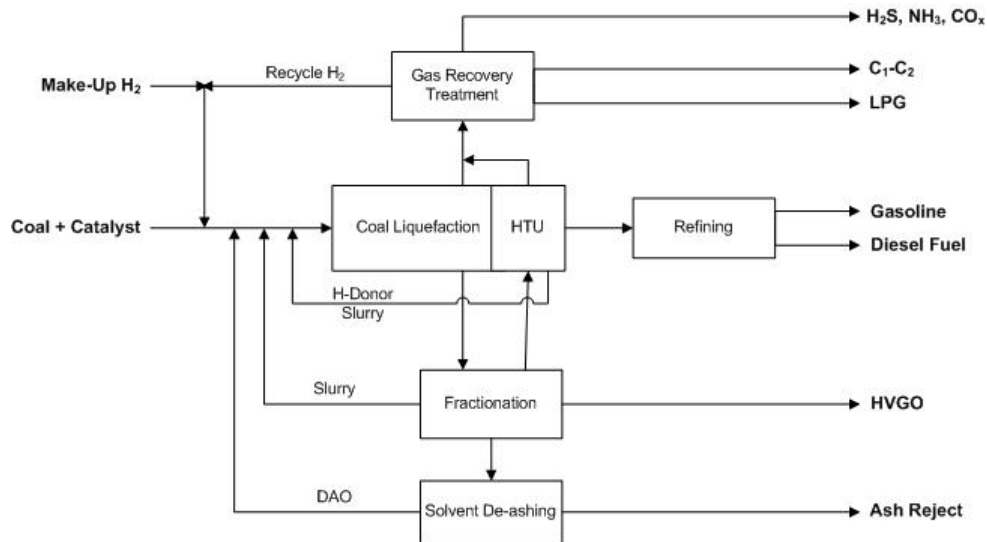 H₂S, NH₃, COₓ
Recycle H₂
Gas Recovery
Treatment
C₁-C₂
Make-Up H₂
LPG
Coal + Catalyst
Coal Liquefaction
HTU
Refining
Gasoline
Diesel Fuel
H-Donor
Slurry
Slurry
Fractionation
HVGO
DAO
Solvent De-ashing
Ash Reject